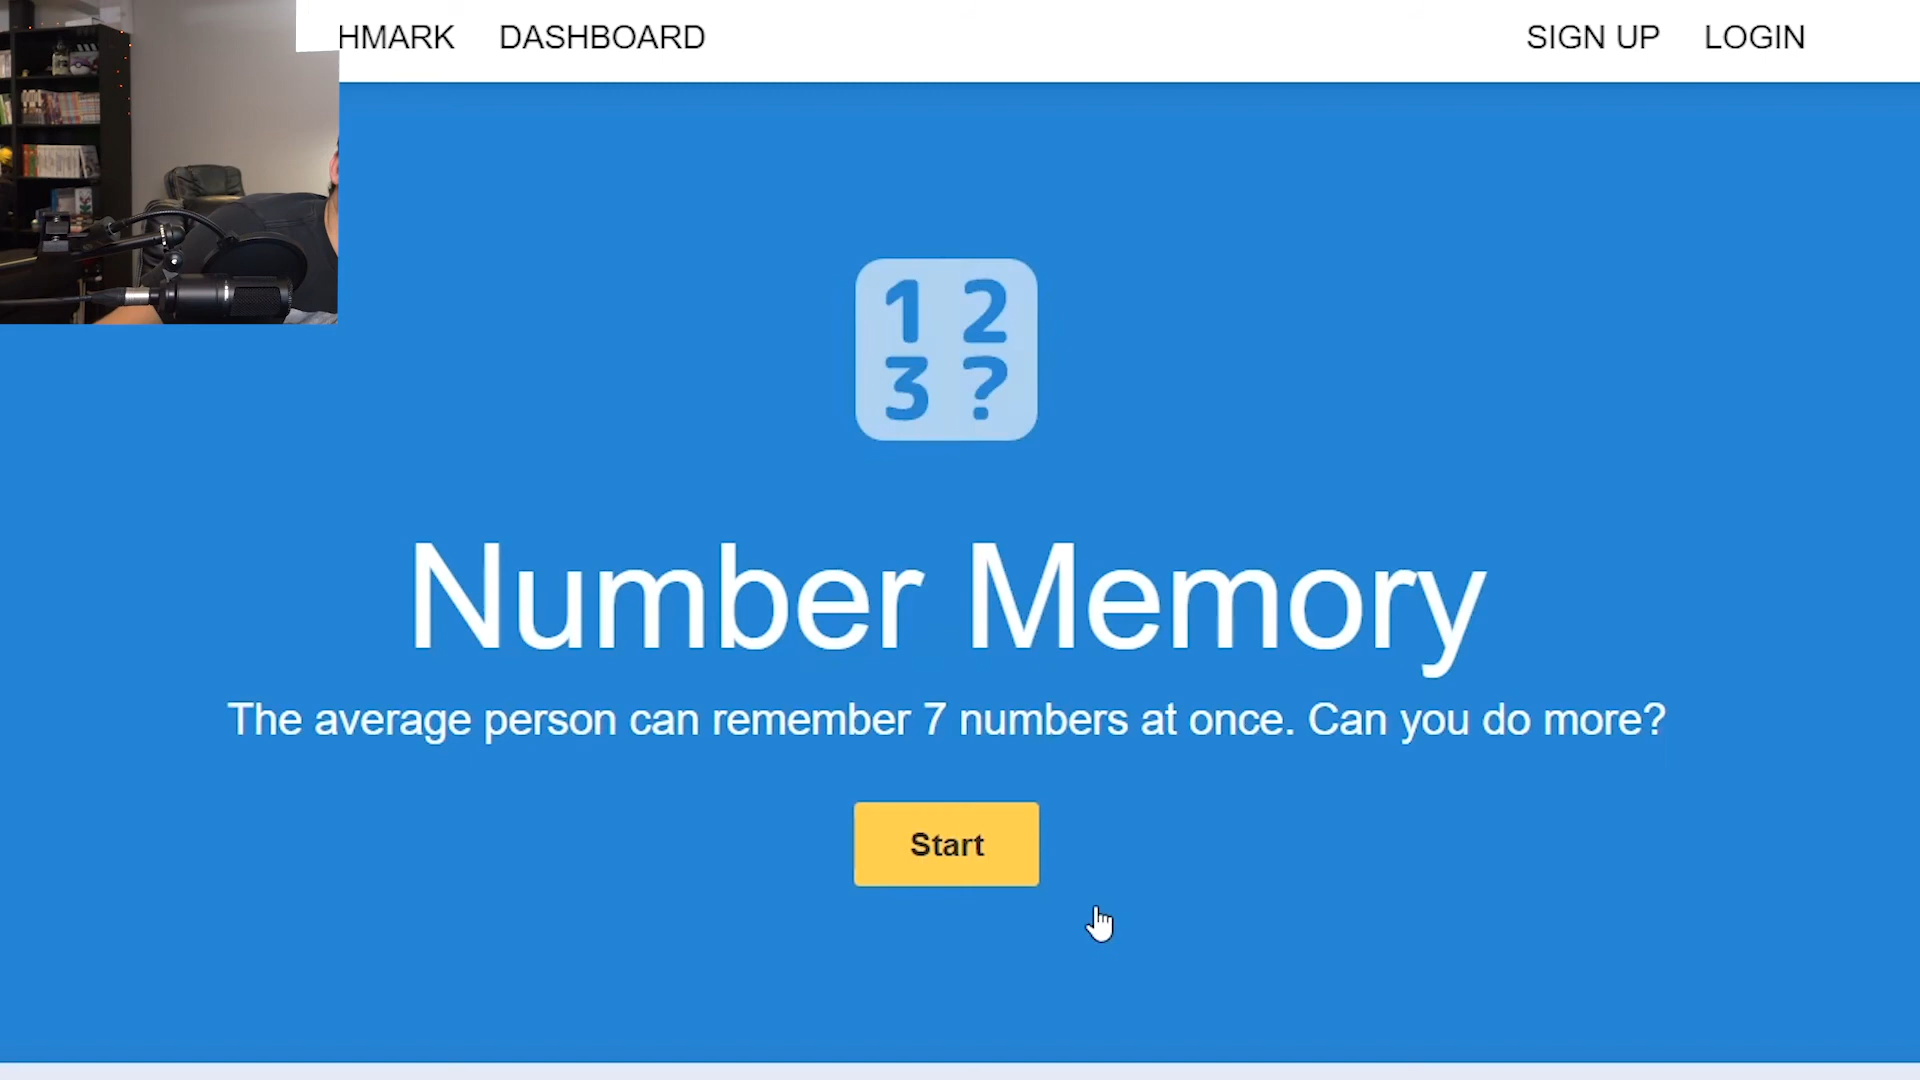 HMARK DASHBOARD SIGN UP LOGIN
1 2
3 ?
Number Memory
The average person can remember 7 numbers at once. Can you do more?
Start